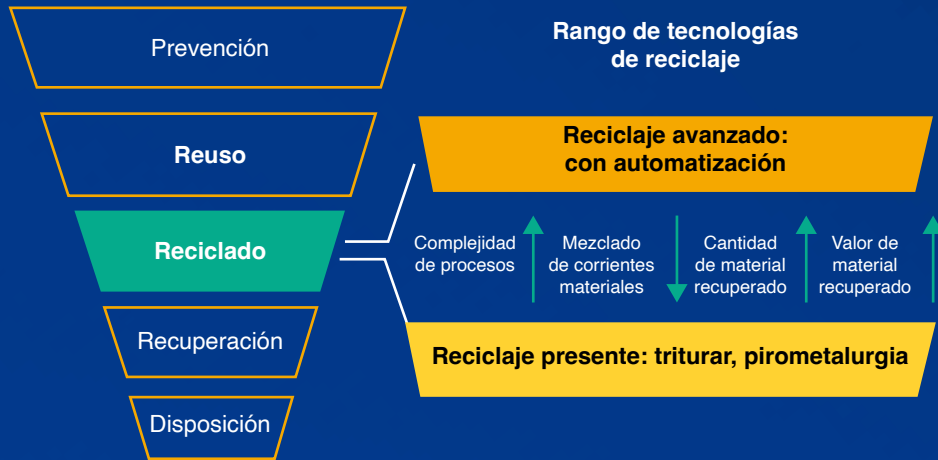 Prevención
Reuso
Reciclado
Recuperación
Disposición
Rango de tecnologías
de reciclaje
Reciclaje avanzado:
con automatización
Complejidad
de procesos
Mezclado
de corrientes
materiales
Cantidad
de material
recuperado
Valor de
material
recuperado
Reciclaje presente: triturar, pirometalurgia